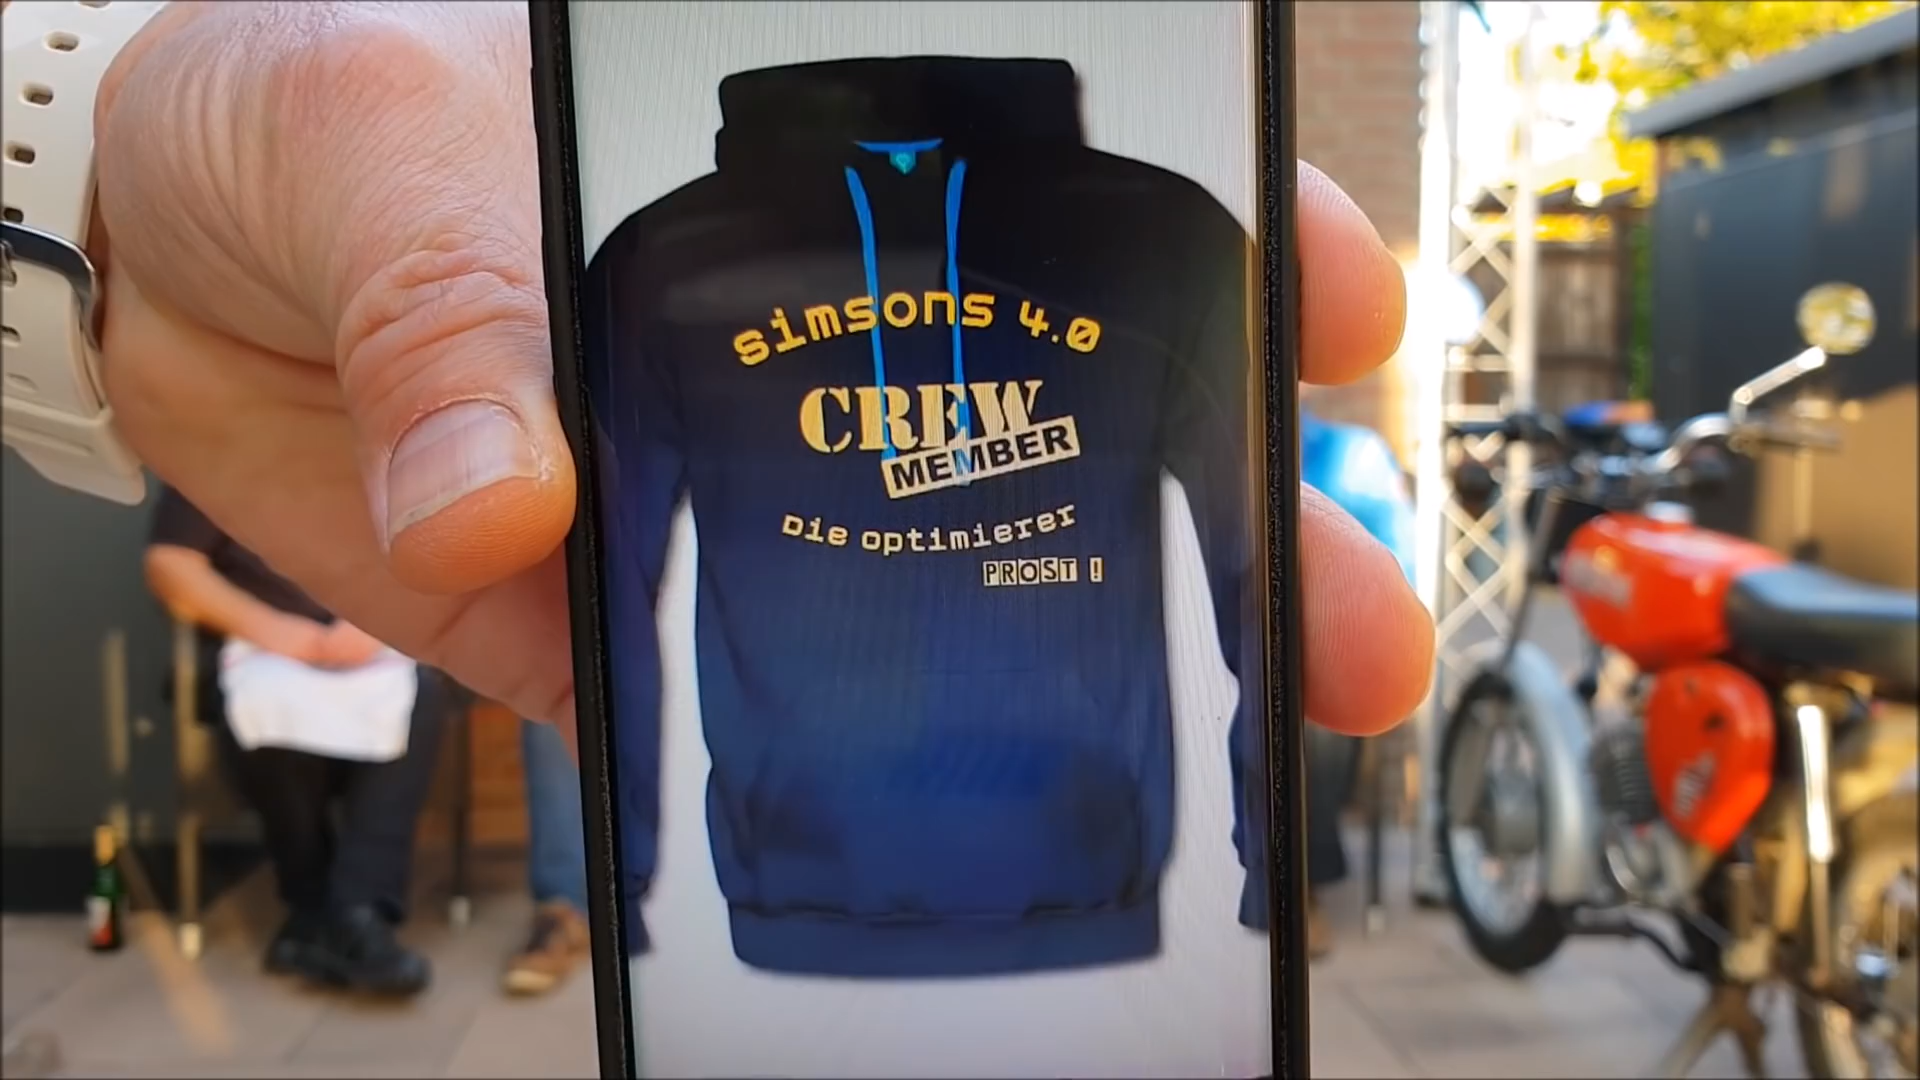 simsons 4.0
CREW
MEMBER
Die optimierer
PROST !